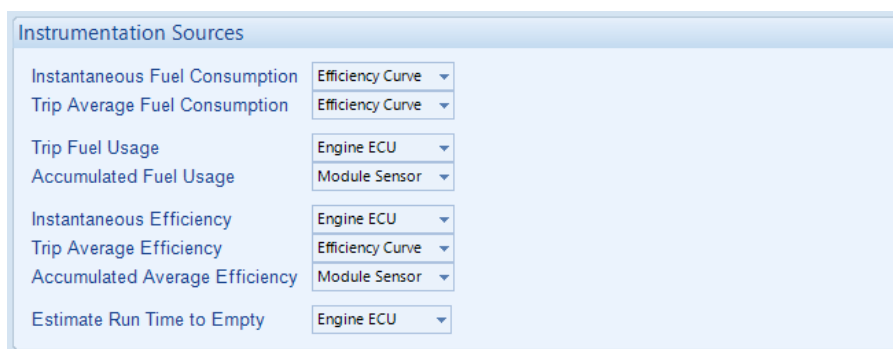 Instrumentation Sources
Instantaneous Fuel Consumption Efficiency Curve
Trip Average Fuel Consumption Efficiency Curve
Trip Fuel Usage Engine ECU
Accumulated Fuel Usage Module Sensor
Instantaneous Efficiency Engine ECU
Trip Average Efficiency Efficiency Curve
Accumulated Average Efficiency Module Sensor
Estimate Run Time to Empty Engine ECU